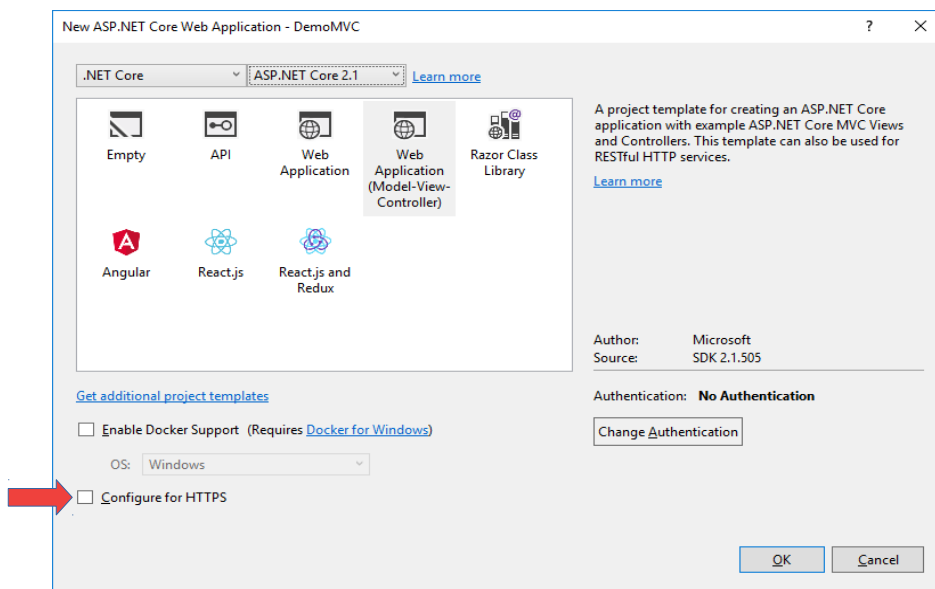 New ASP.NET Core Web Application - DemoMVC
? ×
.NET Core
ASP.NET Core 2.1
Learn more
Empty
API
Web
Application
Web
Application
(Model-View-
Controller)
Razor Class
Library
Angular
React.js
React.js and
Redux
A project template for creating an ASP.NET Core
application with example ASP.NET Core MVC Views
and Controllers. This template can also be used for
RESTful HTTP services.
Learn more
Author: Microsoft
Source: SDK 2.1.505
Get additional project templates
Authentication: No Authentication
Enable Docker Support (Requires Docker for Windows)
Change Authentication
OS: Windows
Configure for HTTPS
OK
Cancel